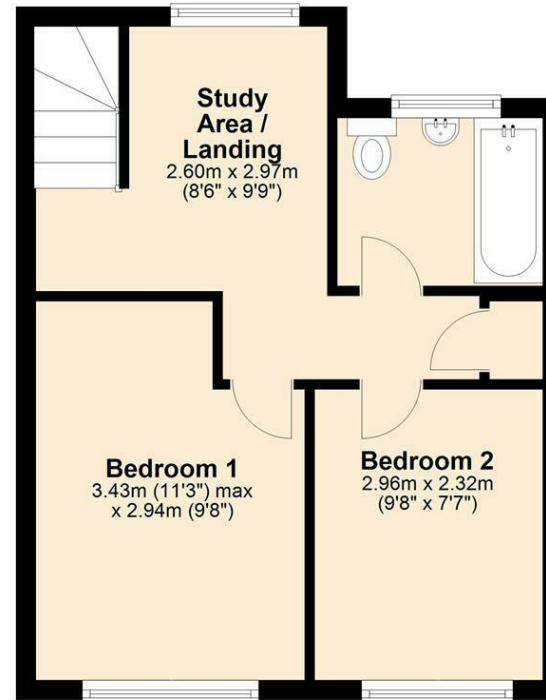 Study
Area /
Landing
2.60m x 2.97m
(8'6" x 9'9")
Bedroom 1
3.43m (11'3") max
x 2.94m (9'8")
Bedroom 2
2.96m x 2.32m
(9'8" x 7'7")